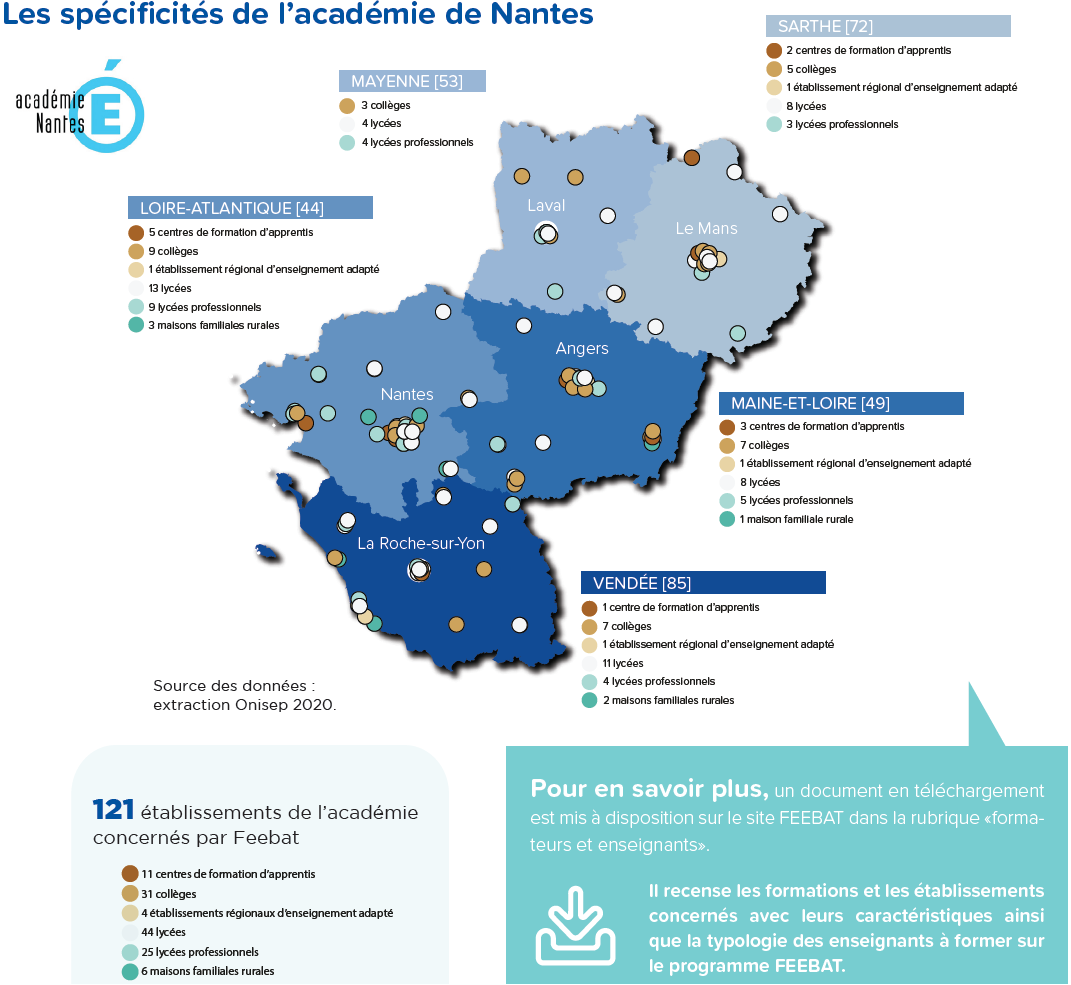 Les spécificités de l'académie de Nantes
académie
Nantes
É
MAYENNE [53]
3 collèges
4 lycées
4 lycées professionnels
SARTHE [72]
2 centres de formation d'apprentis
5 collèges
1 établissement régional d'enseignement adapté
8 lycées
3 lycées professionnels
LOIRE-ATLANTIQUE [44]
5 centres de formation d'apprentis
9 collèges
1 établissement régional d'enseignement adapté
13 lycées
9 lycées professionnels
3 maisons familiales rurales
Laval
Le Mans
Angers
Nantes
La Roche-sur-Yon
MAINE-ET-LOIRE [49]
3 centres de formation d'apprentis
7 collèges
1 établissement régional d'enseignement adapté
8 lycées
5 lycées professionnels
1 maison familiale rurale
VENDÉE [85]
1 centre de formation d'apprentis
7 collèges
1 établissement régional d'enseignement adapté
11 lycées
4 lycées professionnels
2 maisons familiales rurales
Source des données :
extraction Onisep 2020.
121 établissements de l'académie
concernés par Feebat
11 centres de formation d'apprentis
31 collèges
4 établissements régionaux d'enseignement adapté
44 lycées
25 lycées professionnels
6 maisons familiales rurales
Pour en savoir plus, un document en téléchargement
est mis à disposition sur le site FEEBAT dans la rubrique «forma-
teurs et enseignants».
Il recense les formations et les établissements
concernés avec leurs caractéristiques ainsi
que la typologie des enseignants à former sur
le programme FEEBAT.